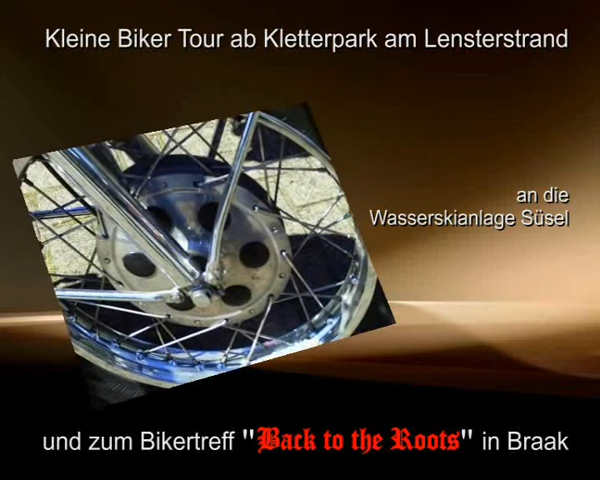 Kleine Biker Tour ab Kletterpark am Lensterstrand
an die
Wasserskianlage Süsel
und zum Bikertreff "Back to the Roots" in Braak